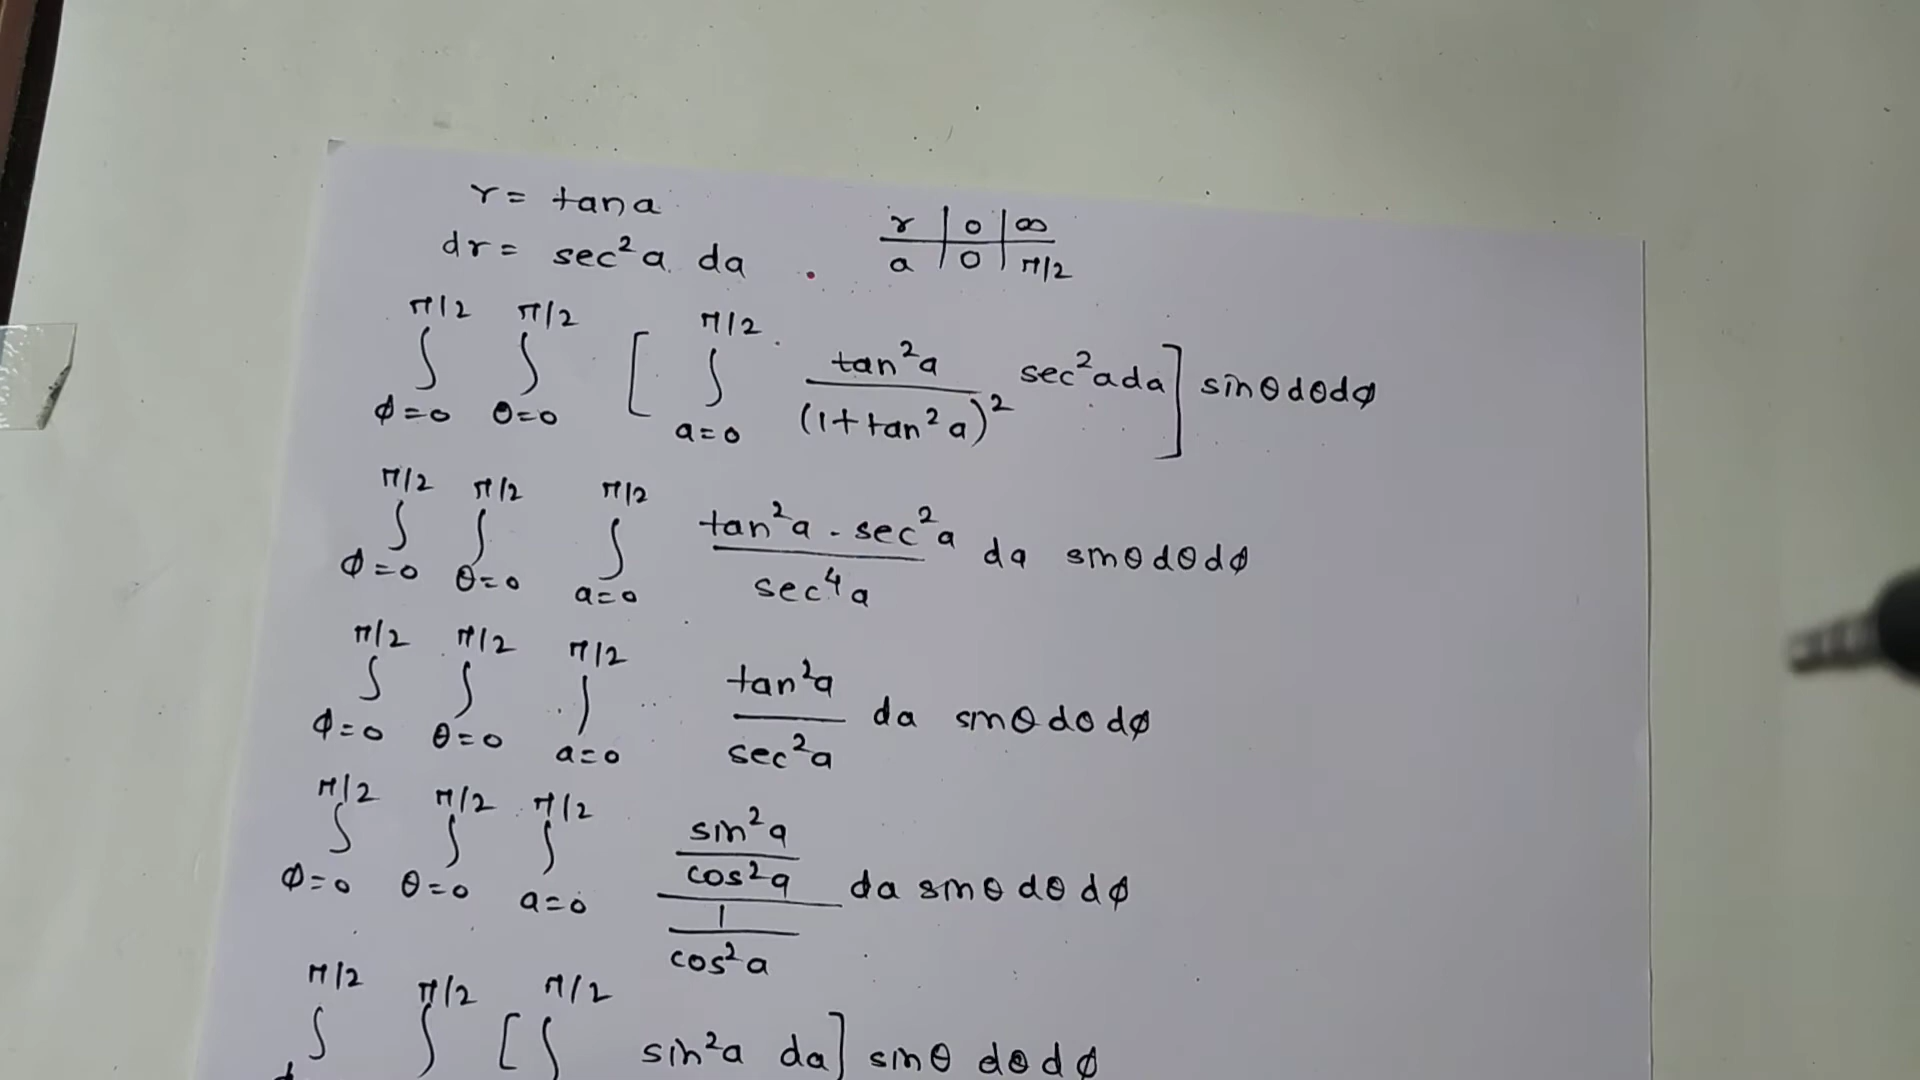 r = tan a
dr = sec²a da
r | 0 | ∞
a | 0 | π/2
∫_{ϕ=0}^{π/2} ∫_{θ=0}^{π/2} [ ∫_{a=0}^{π/2} tan²a / (1+tan²a)² sec²a da ] sinθ dθ dϕ
∫_{ϕ=0}^{π/2} ∫_{θ=0}^{π/2} ∫_{a=0}^{π/2} tan²a . sec²a / sec⁴a da sinθ dθ dϕ
∫_{ϕ=0}^{π/2} ∫_{θ=0}^{π/2} ∫_{a=0}^{π/2} tan²a / sec²a da sinθ dθ dϕ
∫_{ϕ=0}^{π/2} ∫_{θ=0}^{π/2} ∫_{a=0}^{π/2} (sin²a / cos²a) / (1 / cos²a) da sinθ dθ dϕ
∫^{π/2} ∫^{π/2} [ ∫^{π/2} sin²a da ] sinθ dθ dϕ